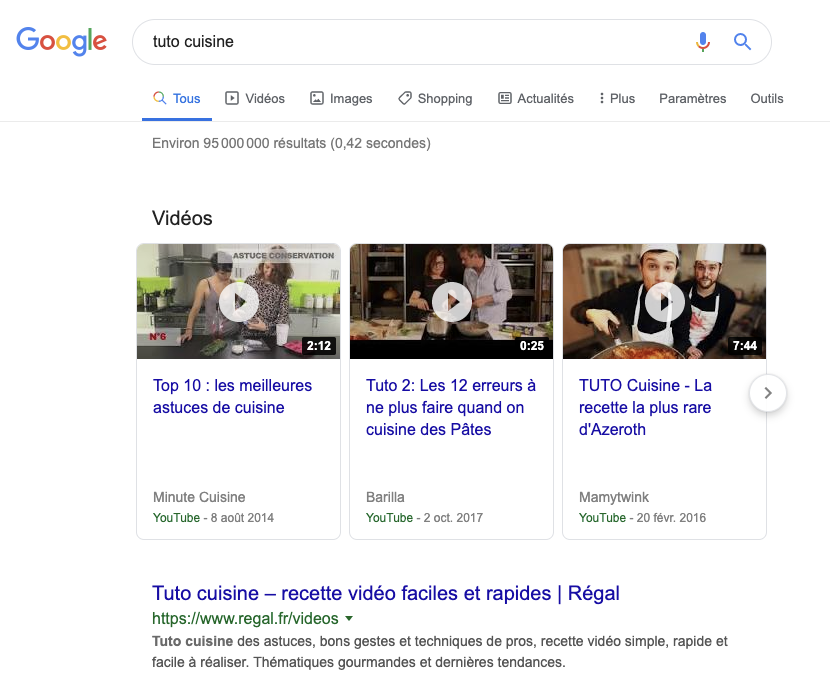 Google
tuto cuisine
Tous Vidéos Images Shopping Actualités Plus Paramètres Outils
Environ 95 000 000 résultats (0,42 secondes)
Vidéos
ASTUCE CONSERVATION
N°6
2:12
Top 10 : les meilleures
astuces de cuisine
Minute Cuisine
YouTube - 8 août 2014
0:25
Tuto 2: Les 12 erreurs à
ne plus faire quand on
cuisine des Pâtes
Barilla
YouTube - 2 oct. 2017
7:44
TUTO Cuisine - La
recette la plus rare
d'Azeroth
Mamytwink
YouTube - 20 févr. 2016
Tuto cuisine – recette vidéo faciles et rapides | Régal
https://www.regal.fr/videos
Tuto cuisine des astuces, bons gestes et techniques de pros, recette vidéo simple, rapide et
facile à réaliser. Thématiques gourmandes et dernières tendances.